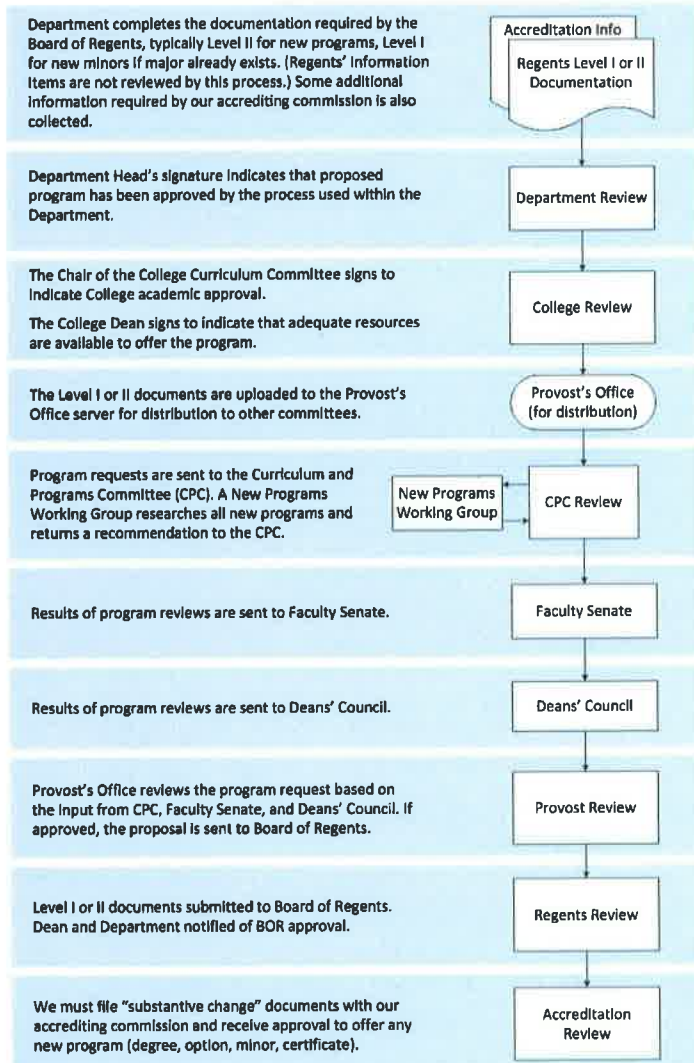 Department completes the documentation required by the
Board of Regents, typically Level II for new programs, Level I
for new minors if major already exists. (Regents' Information
Items are not reviewed by this process.) Some additional
information required by our accrediting commission is also
collected.
Accreditation Info
Regents Level I or II
Documentation
Department Head's signature indicates that proposed
program has been approved by the process used within the
Department.
Department Review
The Chair of the College Curriculum Committee signs to
indicate College academic approval.
The College Dean signs to indicate that adequate resources
are available to offer the program.
College Review
The Level I or II documents are uploaded to the Provost's
Office server for distribution to other committees.
Provost's Office
(for distribution)
Program requests are sent to the Curriculum and
Programs Committee (CPC). A New Programs
Working Group researches all new programs and
returns a recommendation to the CPC.
New Programs
Working Group
CPC Review
Results of program reviews are sent to Faculty Senate.
Faculty Senate
Results of program reviews are sent to Deans' Council.
Deans' Council
Provost's Office reviews the program request based on
the input from CPC, Faculty Senate, and Deans' Council. If
approved, the proposal is sent to Board of Regents.
Provost Review
Level I or II documents submitted to Board of Regents.
Dean and Department notified of BOR approval.
Regents Review
We must file "substantive change" documents with our
accrediting commission and receive approval to offer any
new program (degree, option, minor, certificate).
Accreditation
Review